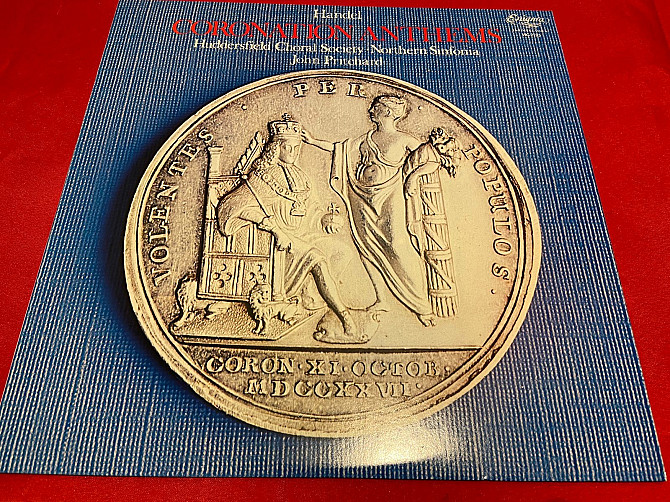 Handel
CORONATION ANTHEMS
Huddersfield Choral Society Northern Sinfonia
John Pritchard
Enigma
VOLENTES · PER · POPULOS ·
CORON · XI · OCTOB ·
MDCCXXVII ·